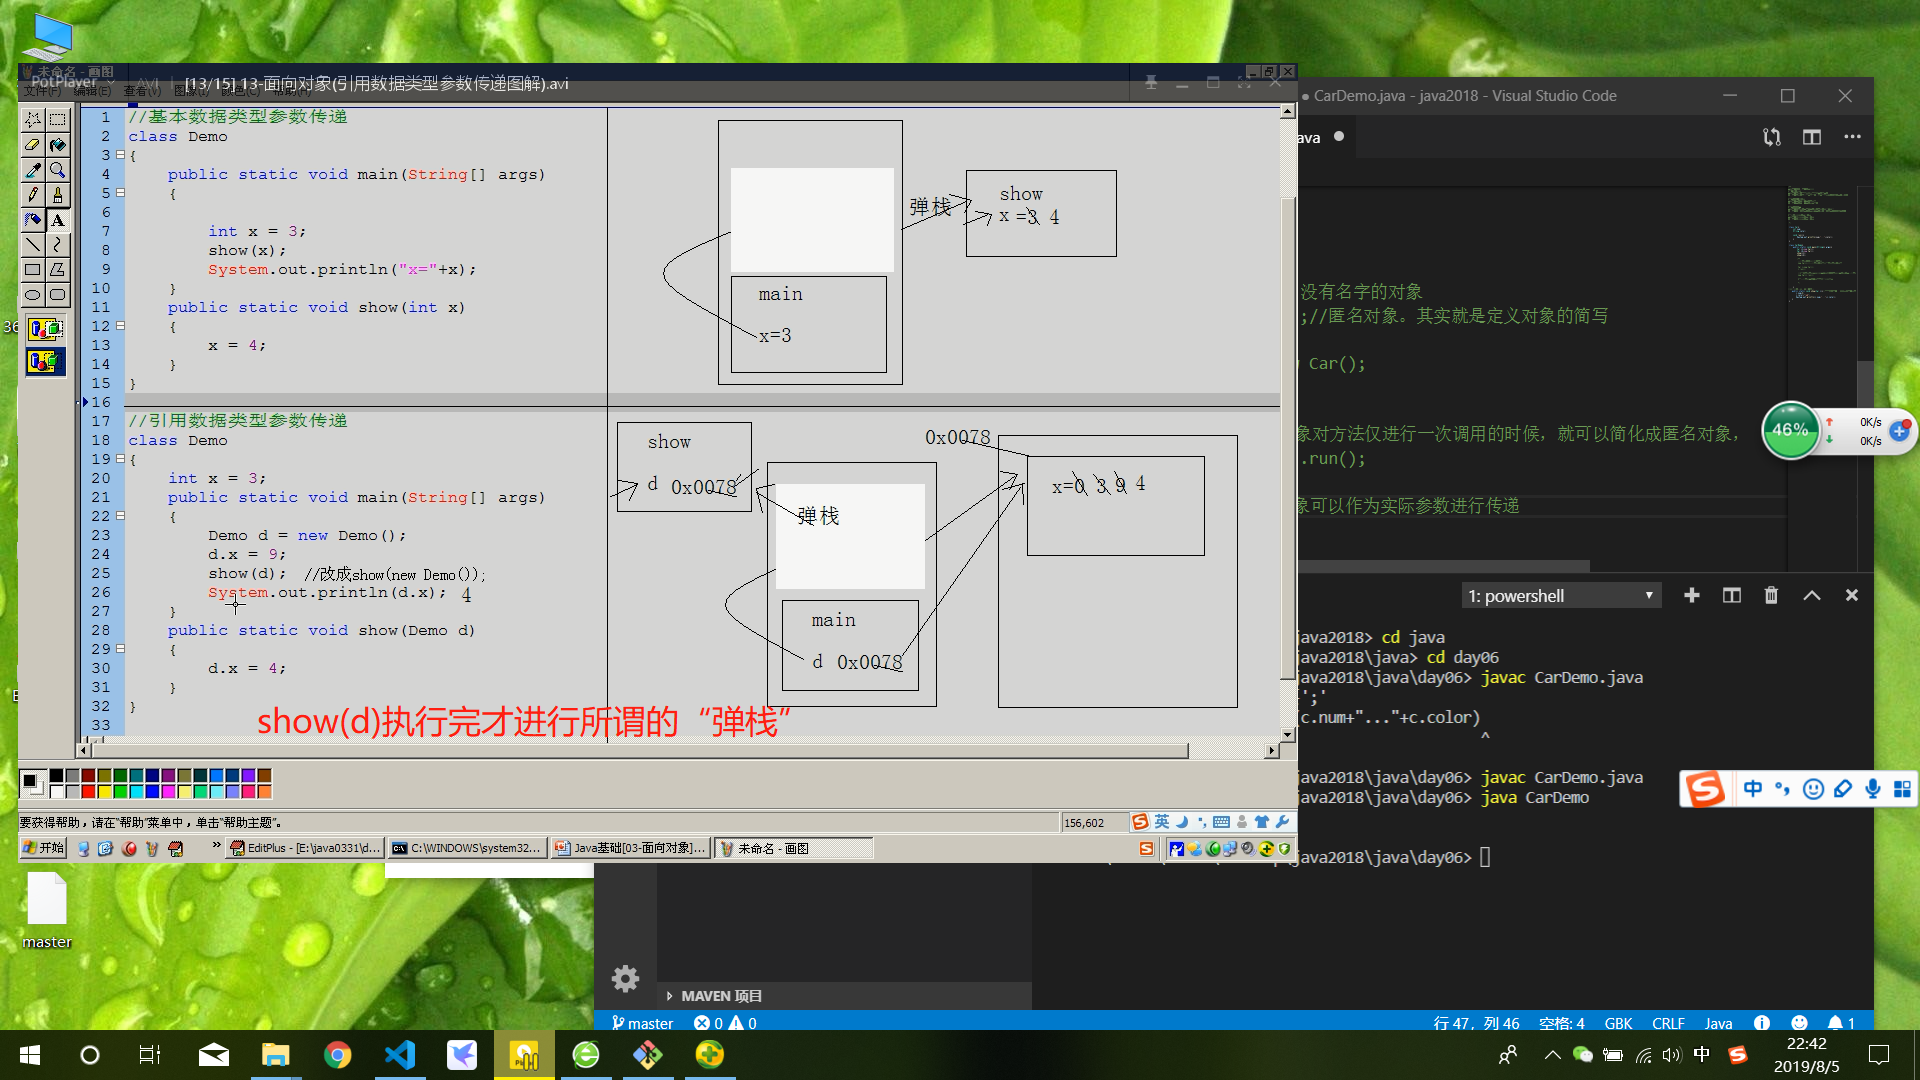 未命名 - 画图
PotPlayer
AVI
[13/15] 13-面向对象(引用数据类型参数传递图解).avi
文件(F) 编辑(E) 查看(V) 图像(I) 颜色(C) 帮助(H)
1 //基本数据类型参数传递
2 class Demo
3 {
4 public static void main(String[] args)
5 {
6
7 int x = 3;
8 show(x);
9 System.out.println("x="+x);
10 }
11 public static void show(int x)
12 {
13 x = 4;
14 }
15 }
16
17 //引用数据类型参数传递
18 class Demo
19 {
20 int x = 3;
21 public static void main(String[] args)
22 {
23 Demo d = new Demo();
24 d.x = 9;
25 show(d); //改成show(new Demo());
26 System.out.println(d.x); 4
27 }
28 public static void show(Demo d)
29 {
30 d.x = 4;
31 }
32 }
33
弹栈
show
x =3 4
main
x=3
show
d 0x0078
弹栈
main
d 0x0078
0x0078
x=0 3 9 4
show(d)执行完才进行所谓的“弹栈”
要获得帮助，请在“帮助”菜单中，单击“帮助主题”。
156,602
英
开始
EditPlus - [E:\java0331\d...
C:\WINDOWS\system32...
Java基础[03-面向对象]...
未命名 - 画图
CarDemo.java - java2018 - Visual Studio Code
ava
没有名字的对象
;//匿名对象。其实就是定义对象的简写
Car();
象对方法仅进行一次调用的时候，就可以简化成匿名对象，
.run();
象可以作为实际参数进行传递
46%
0K/s
0K/s
1: powershell
java2018> cd java
java2018\java> cd day06
java2018\java\day06> javac CarDemo.java
';'
(c.num+"..."+c.color)
^
java2018\java\day06> javac CarDemo.java
java2018\java\day06> java CarDemo
java2018\java\day06>
中
master
MAVEN 项目
master
0
0
行 47，列 46
空格: 4
GBK
CRLF
Java
1
中
22:42
2019/8/5